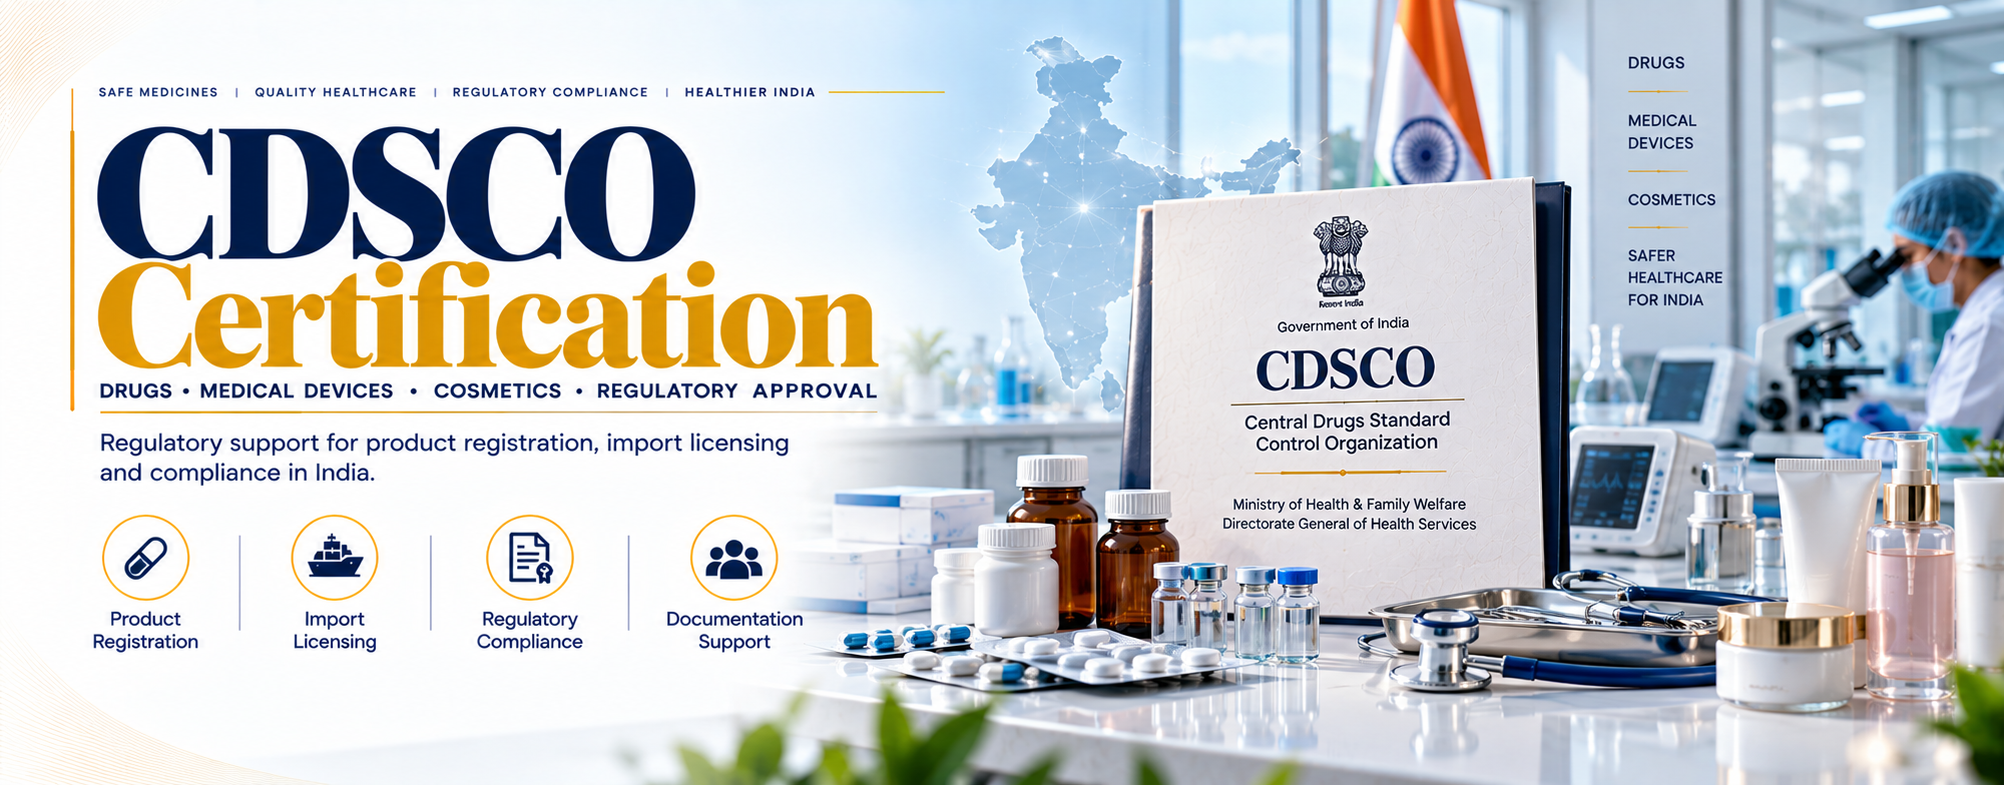 SAFE MEDICINES | QUALITY HEALTHCARE | REGULATORY COMPLIANCE | HEALTHIER INDIA
CDSCO
Certification
DRUGS • MEDICAL DEVICES • COSMETICS • REGULATORY APPROVAL
Regulatory support for product registration, import licensing
and compliance in India.
Product
Registration
Import
Licensing
Regulatory
Compliance
Documentation
Support
Government of India
CDSCO
Central Drugs Standard
Control Organization
Ministry of Health & Family Welfare
Directorate General of Health Services
DRUGS
MEDICAL
DEVICES
COSMETICS
SAFER
HEALTHCARE
FOR INDIA